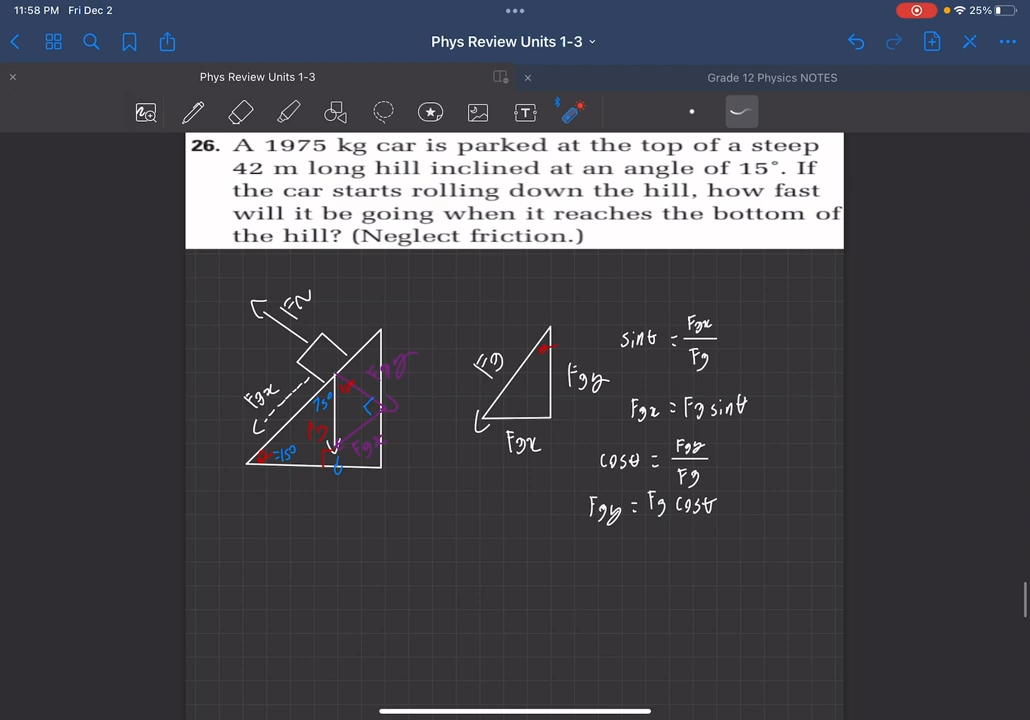 11:58 PM Fri Dec 2
25%
Phys Review Units 1-3
Phys Review Units 1-3
Grade 12 Physics NOTES
26. A 1975 kg car is parked at the top of a steep
42 m long hill inclined at an angle of 15°. If
the car starts rolling down the hill, how fast
will it be going when it reaches the bottom of
the hill? (Neglect friction.)
FN
Fgx
75°
Fg
θ=15°
Fgy
Fgx
Fg
Fgy
Fgx
sinθ = Fgx/Fg
Fgx = Fg sinθ
cosθ = Fgy/Fg
Fgy = Fg cosθ